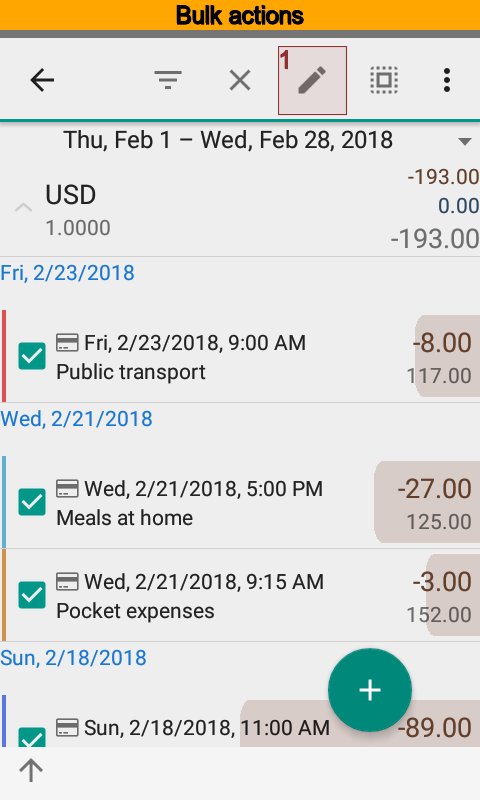 Bulk actions
1
Thu, Feb 1 – Wed, Feb 28, 2018
USD
-193.00
0.00
1.0000
-193.00
Fri, 2/23/2018
Fri, 2/23/2018, 9:00 AM
-8.00
Public transport
117.00
Wed, 2/21/2018
Wed, 2/21/2018, 5:00 PM
-27.00
Meals at home
125.00
Wed, 2/21/2018, 9:15 AM
-3.00
Pocket expenses
152.00
Sun, 2/18/2018
Sun, 2/18/2018, 11:00 AM
-89.00